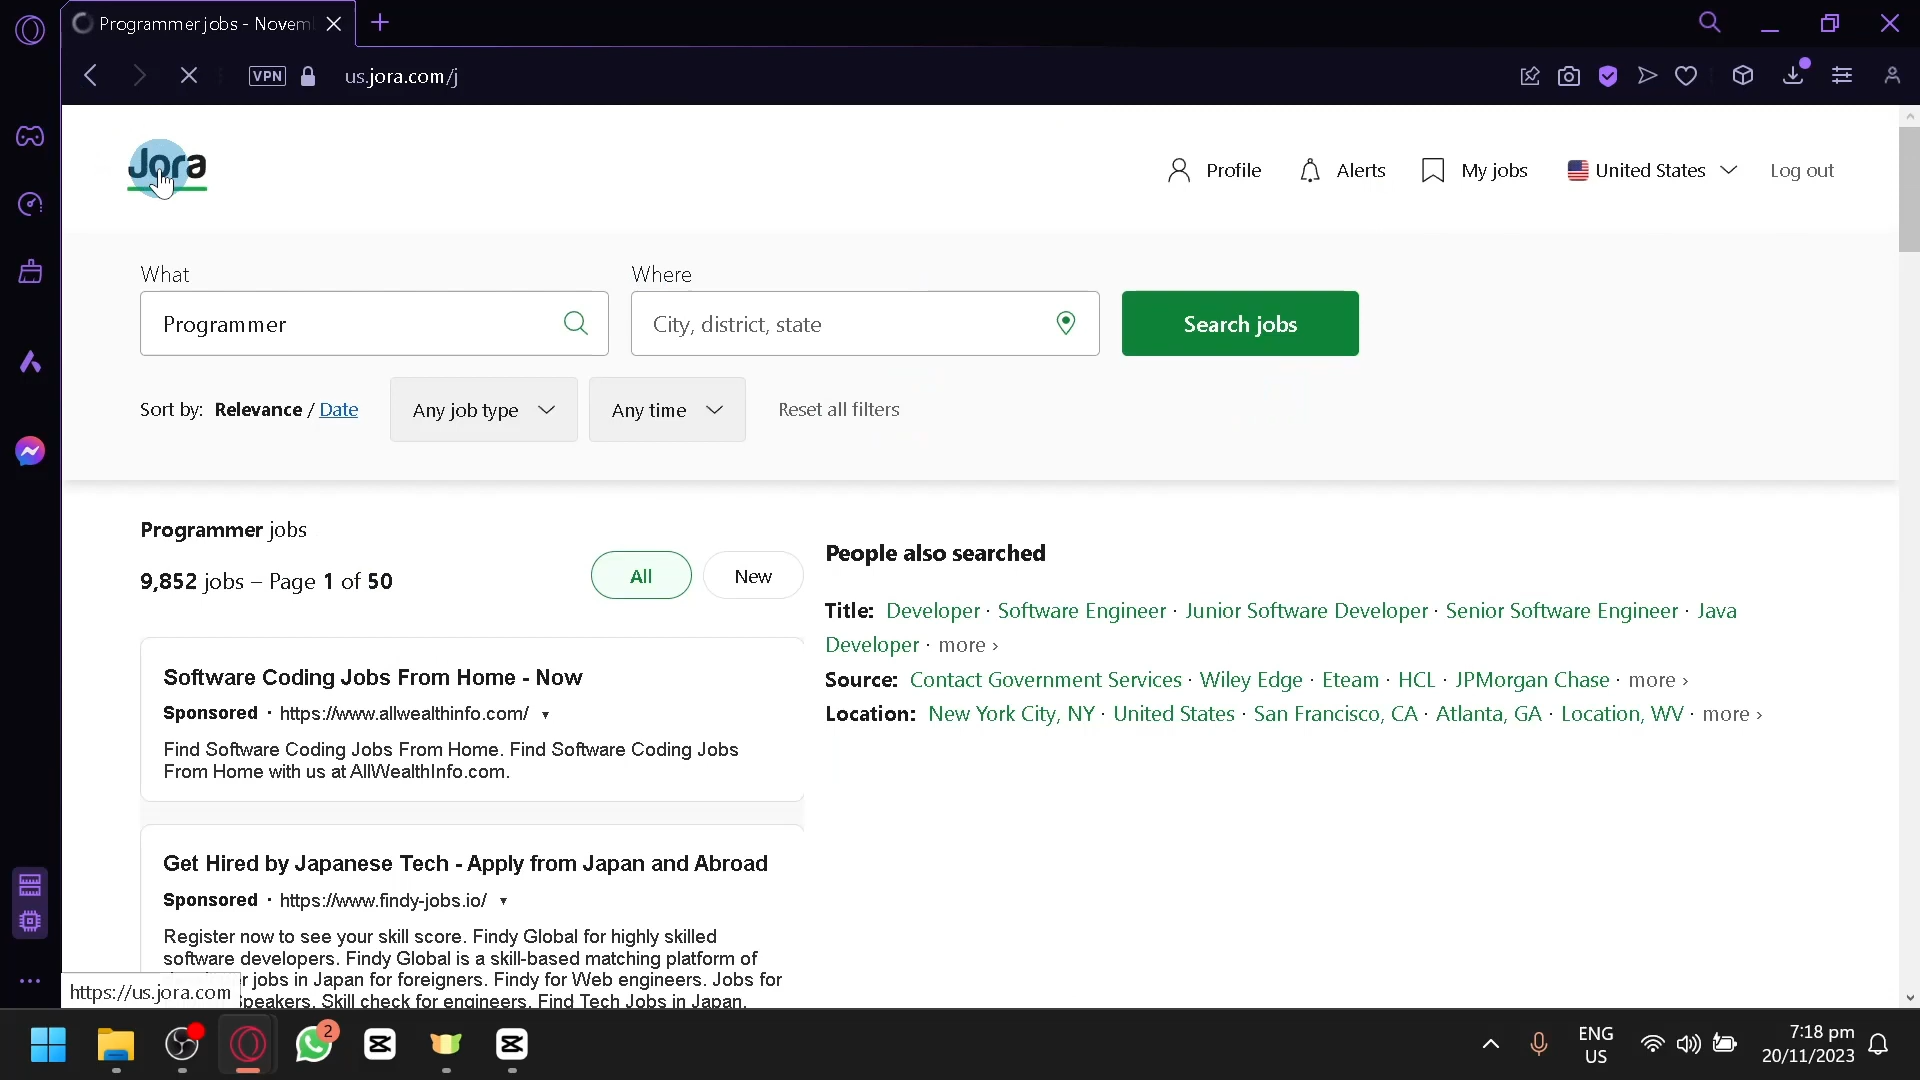 Programmer jobs - Novem
VPN
us.jora.com/j
Jora
Profile
Alerts
My jobs
United States
Log out
What
Where
Programmer
City, district, state
Search jobs
Sort by: Relevance / Date
Any job type
Any time
Reset all filters
Programmer jobs
9,852 jobs – Page 1 of 50
All
New
People also searched
Title: Developer · Software Engineer · Junior Software Developer · Senior Software Engineer · Java
Developer · more ›
Source: Contact Government Services · Wiley Edge · Eteam · HCL · JPMorgan Chase · more ›
Location: New York City, NY · United States · San Francisco, CA · Atlanta, GA · Location, WV · more ›
Software Coding Jobs From Home - Now
Sponsored · https://www.allwealthinfo.com/
Find Software Coding Jobs From Home. Find Software Coding Jobs
From Home with us at AllWealthInfo.com.
Get Hired by Japanese Tech - Apply from Japan and Abroad
Sponsored · https://www.findy-jobs.io/
Register now to see your skill score. Findy Global for highly skilled
software developers. Findy Global is a skill-based matching platform of
jobs in Japan for foreigners. Findy for Web engineers. Jobs for
speakers. Skill check for engineers. Find Tech Jobs in Japan.
https://us.jora.com
2
ENG
US
7:18 pm
20/11/2023